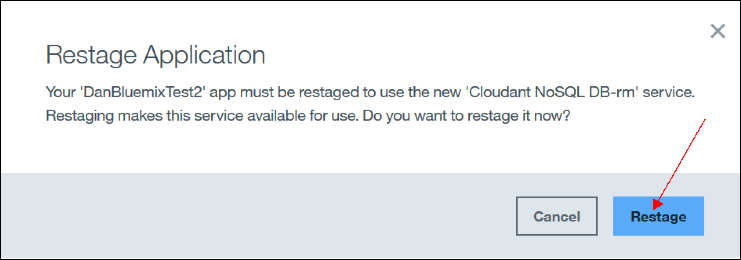 Restage Application
Your 'DanBluemixTest2' app must be restaged to use the new 'Cloudant NoSQL DB-rm' service.
Restaging makes this service available for use. Do you want to restage it now?
Cancel
Restage